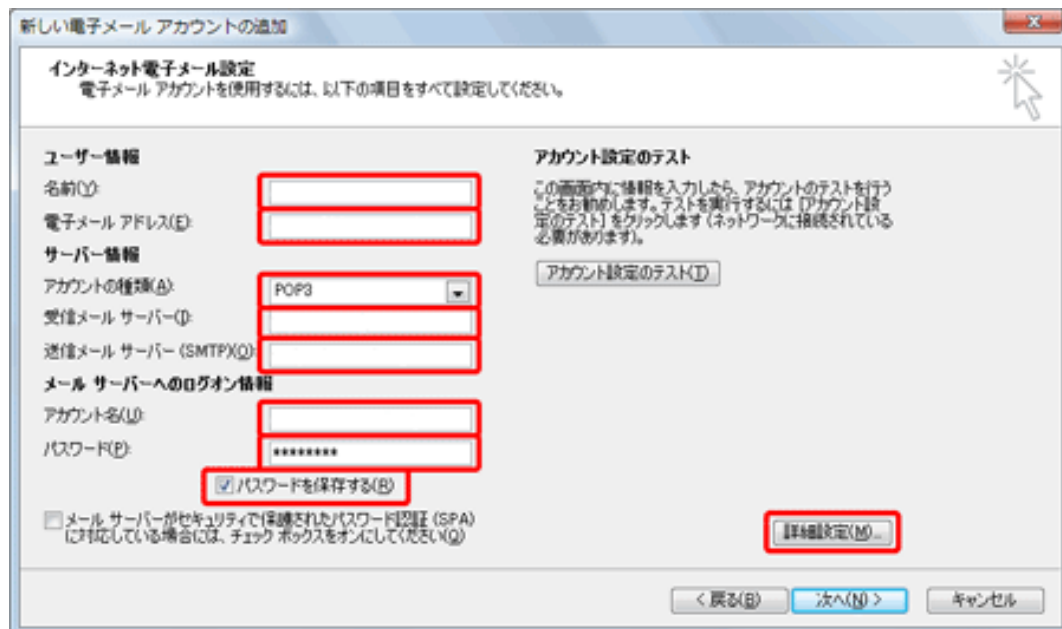 新しい電子メール アカウントの追加
インターネット電子メール設定
電子メール アカウントを使用するには、以下の項目をすべて設定してください。
ユーザー情報
名前(Y):
電子メール アドレス(E):
サーバー情報
アカウントの種類(A):
POP3
受信メール サーバー(I):
送信メール サーバー (SMTP)(O):
メール サーバーへのログオン情報
アカウント名(U):
パスワード(P):
********
パスワードを保存する(R)
メール サーバーがセキュリティで保護されたパスワード認証 (SPA)
に対応している場合には、チェック ボックスをオンにしてください(Q)
アカウント設定のテスト
この画面内に情報を入力したら、アカウントのテストを行う
ことをお勧めします。テストを実行するには [アカウント設
定のテスト] をクリックします (ネットワークに接続されている
必要があります)。
アカウント設定のテスト(T)
詳細設定(M)...
< 戻る(B)
次へ(N) >
キャンセル